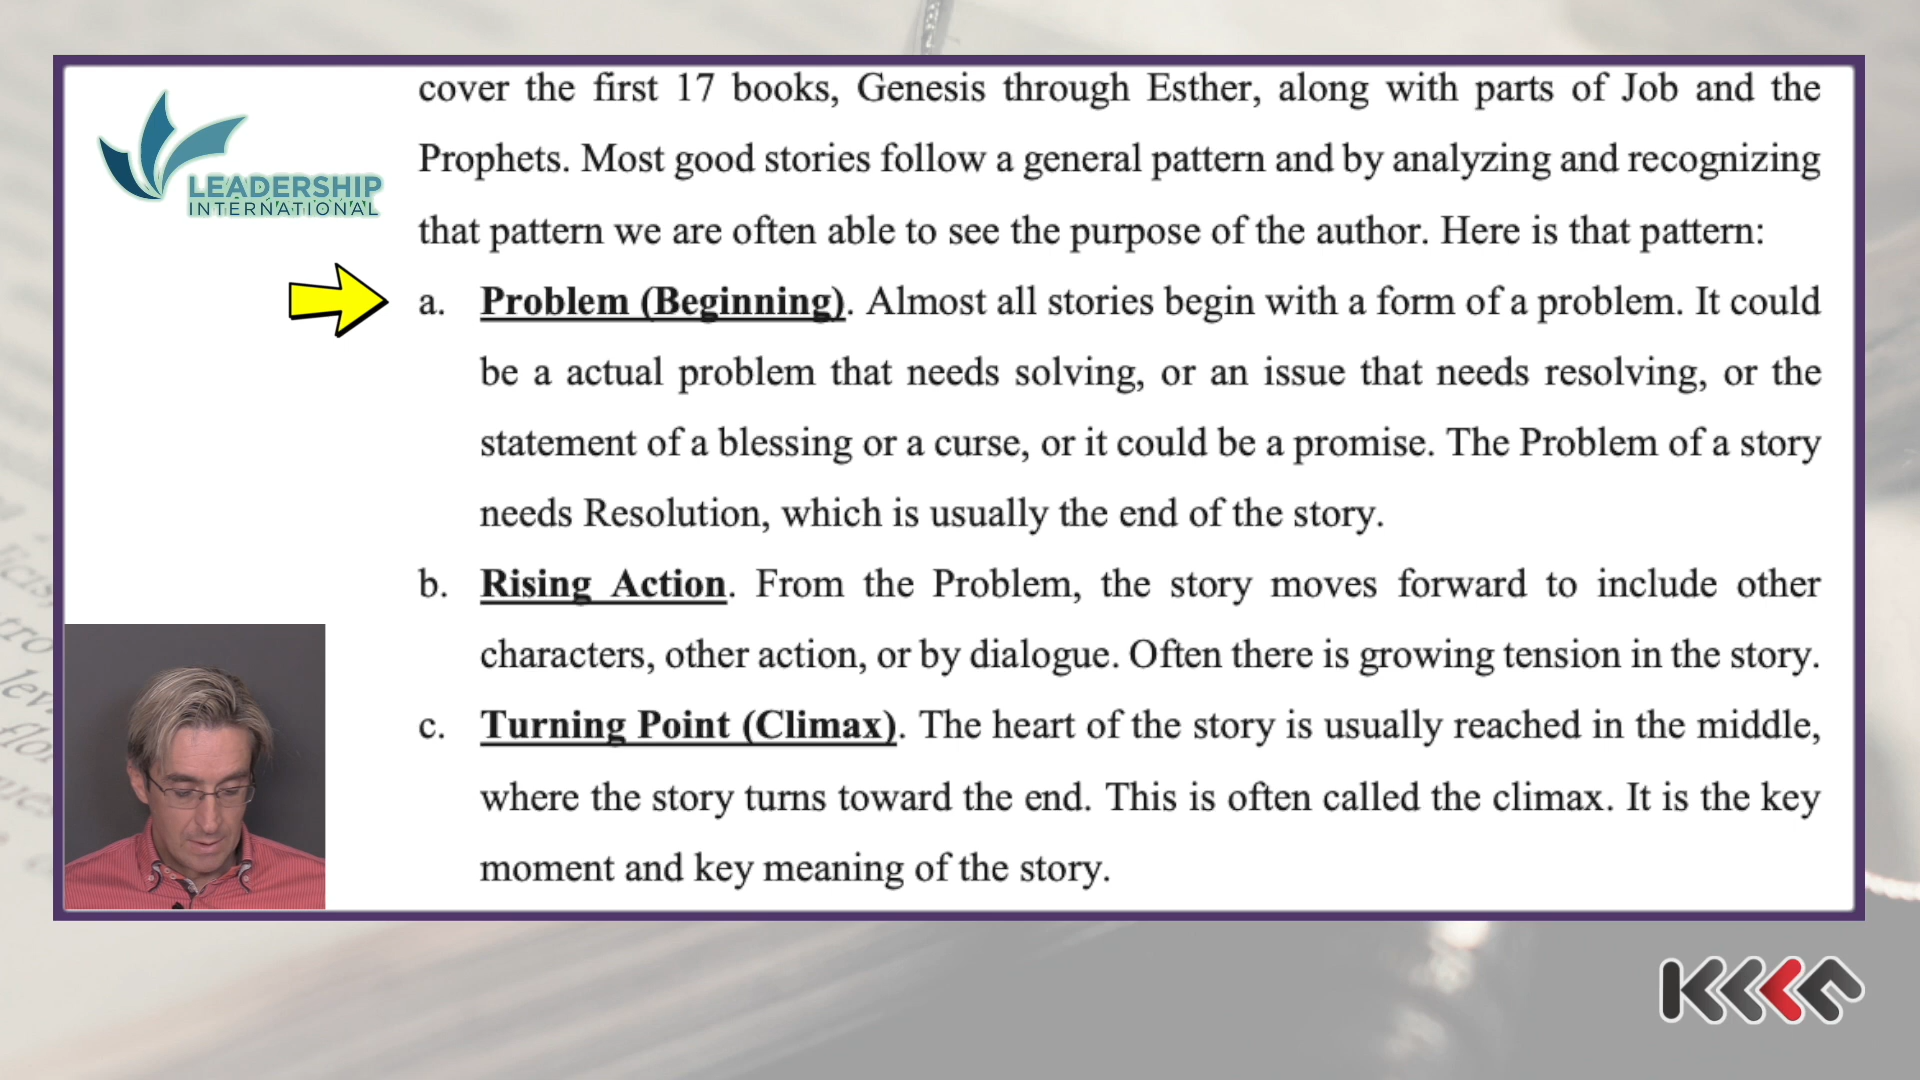 LEADERSHIP
INTERNATIONAL
cover the first 17 books, Genesis through Esther, along with parts of Job and the
Prophets. Most good stories follow a general pattern and by analyzing and recognizing
that pattern we are often able to see the purpose of the author. Here is that pattern:
a. Problem (Beginning). Almost all stories begin with a form of a problem. It could
be a actual problem that needs solving, or an issue that needs resolving, or the
statement of a blessing or a curse, or it could be a promise. The Problem of a story
needs Resolution, which is usually the end of the story.
b. Rising Action. From the Problem, the story moves forward to include other
characters, other action, or by dialogue. Often there is growing tension in the story.
c. Turning Point (Climax). The heart of the story is usually reached in the middle,
where the story turns toward the end. This is often called the climax. It is the key
moment and key meaning of the story.